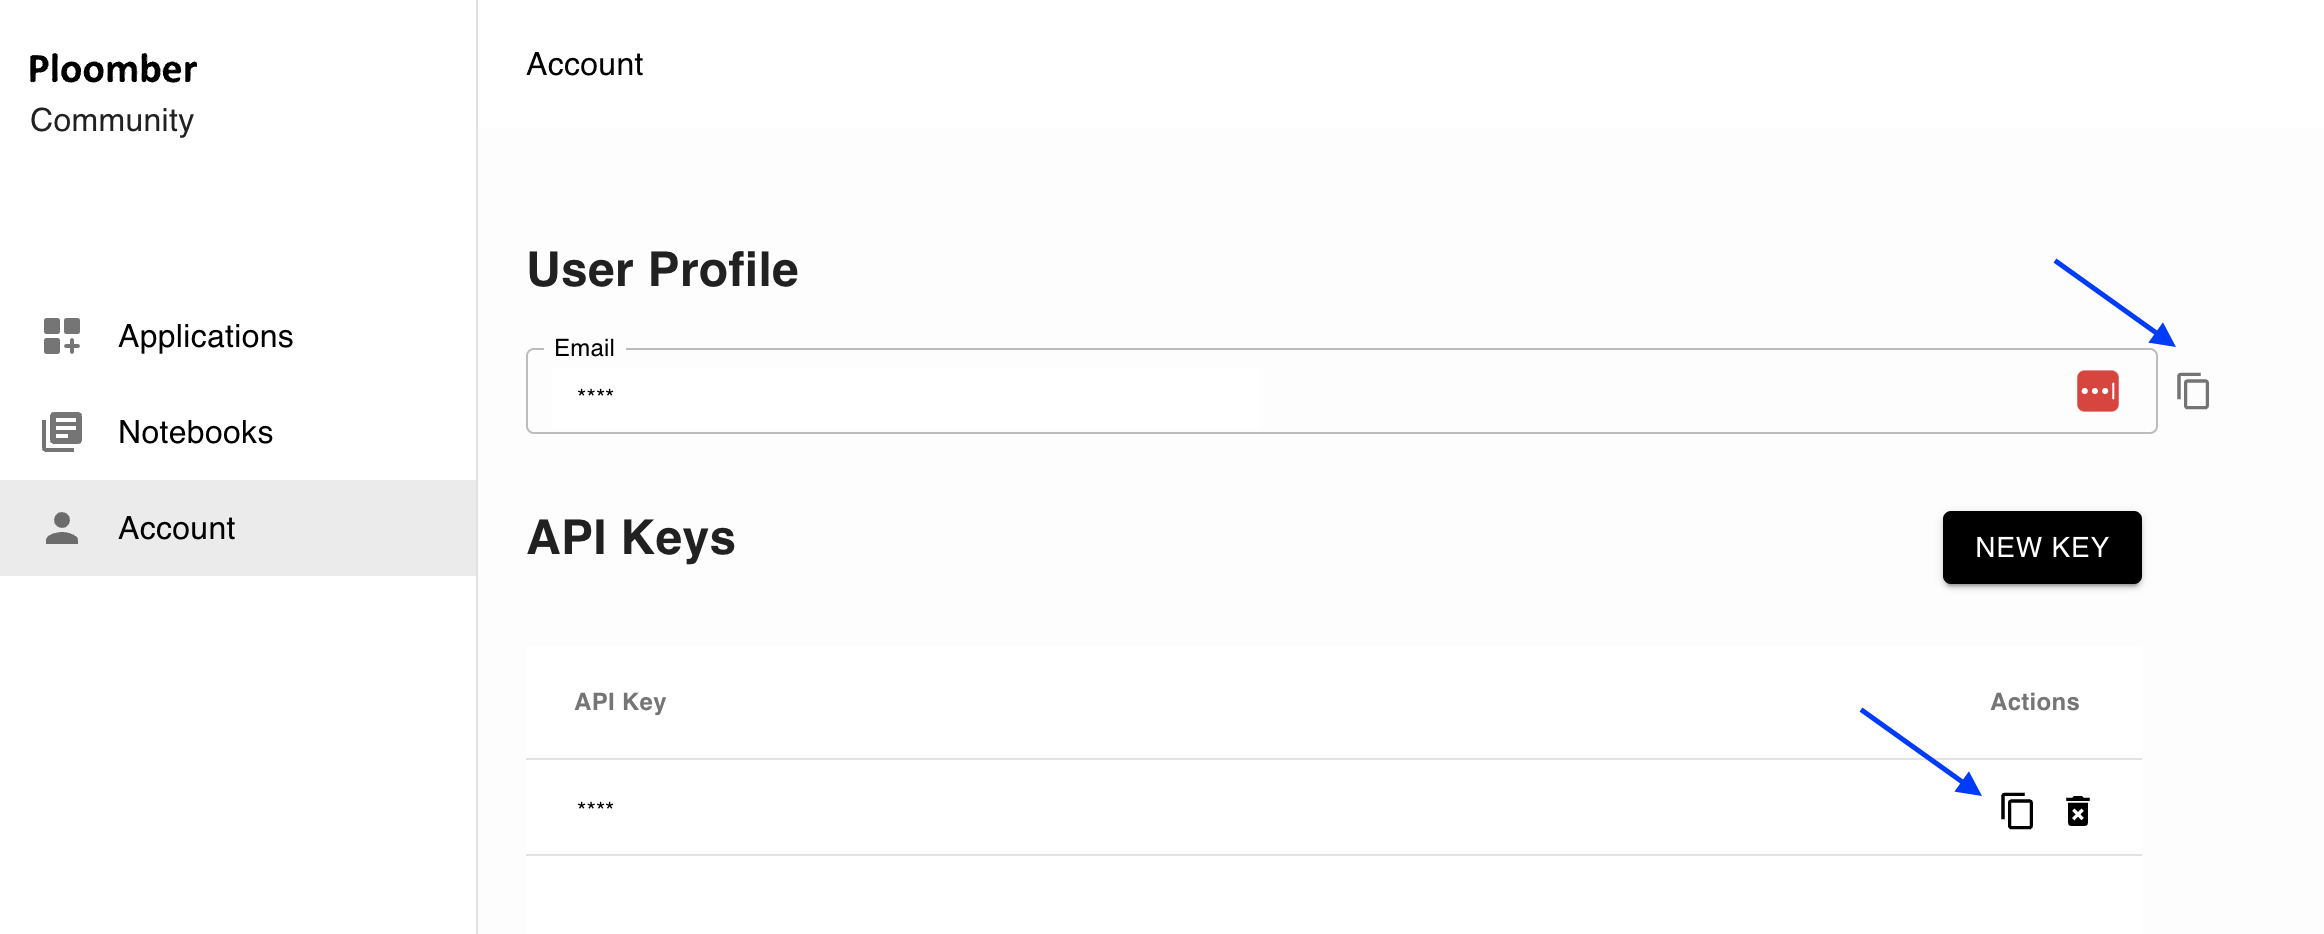 Ploomber
Community
Applications
Notebooks
Account
Account
User Profile
Email
****
API Keys
NEW KEY
API Key
Actions
****